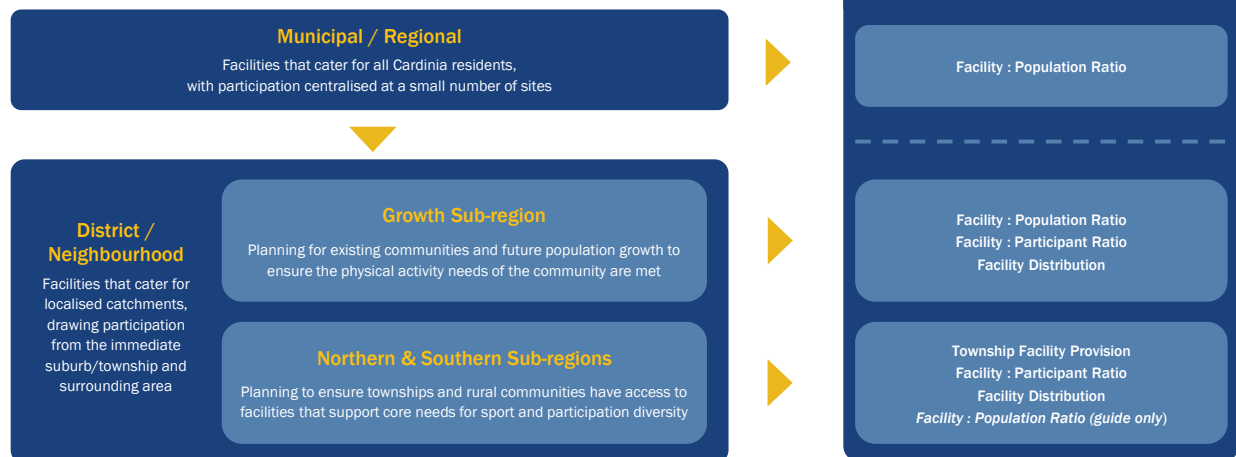 Municipal / Regional
Facilities that cater for all Cardinia residents,
with participation centralised at a small number of sites
Facility : Population Ratio
District /
Neighbourhood
Facilities that cater for
localised catchments,
drawing participation
from the immediate
suburb/township and
surrounding area
Growth Sub-region
Planning for existing communities and future population growth to
ensure the physical activity needs of the community are met
Facility : Population Ratio
Facility : Participant Ratio
Facility Distribution
Northern & Southern Sub-regions
Planning to ensure townships and rural communities have access to
facilities that support core needs for sport and participation diversity
Township Facility Provision
Facility : Participant Ratio
Facility Distribution
Facility : Population Ratio (guide only)